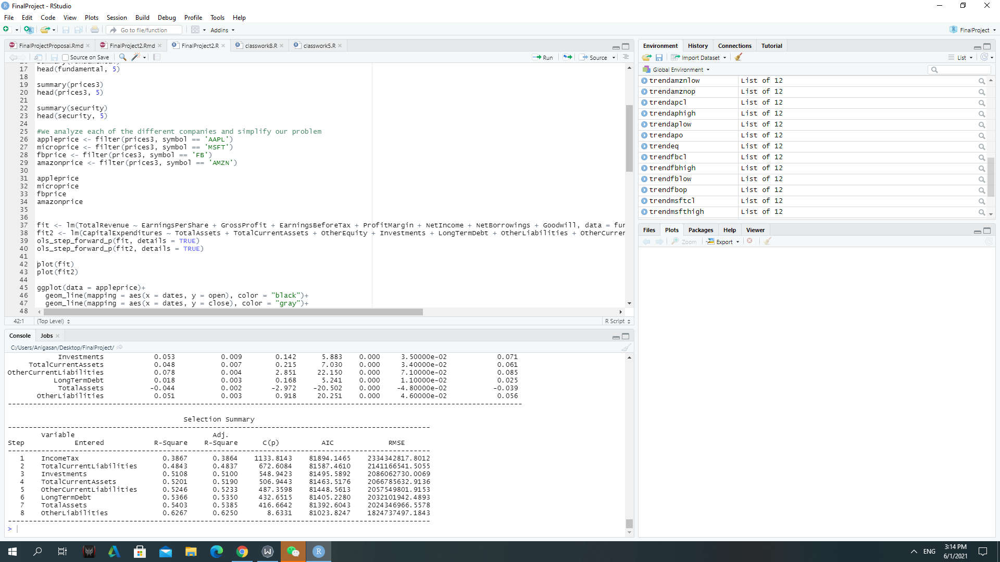 FinalProject - RStudio
File Edit Code View Plots Session Build Debug Profile Tools Help
Go to file/function Addins FinalProject
FinalProjectProposal.Rmd FinalProject2.Rmd FinalProject2.R classwork8.R classwork5.R
Source on Save Run Source
17 head(fundamental, 5)
18
19 summary(prices3)
20 head(prices3, 5)
21
22 summary(security)
23 head(security, 5)
24
25 #We analyze each of the different companies and simplify our problem
26 appleprice <- filter(prices3, symbol == 'AAPL')
27 microprice <- filter(prices3, symbol == 'MSFT')
28 fbprice <- filter(prices3, symbol == 'FB')
29 amazonprice <- filter(prices3, symbol == 'AMZN')
30
31 appleprice
32 microprice
33 fbprice
34 amazonprice
35
36
37 fit <- lm(TotalRevenue ~ EarningsPerShare + GrossProfit + EarningsBeforeTax + ProfitMargin + NetIncome + NetBorrowings + Goodwill, data = fur
38 fit2 <- lm(CapitalExpenditures ~ TotalAssets + TotalCurrentAssets + OtherEquity + Investments + LongTermDebt + OtherLiabilities + OtherCurrer
39 ols_step_forward_p(fit, details = TRUE)
40 ols_step_forward_p(fit2, details = TRUE)
41
42 plot(fit)
43 plot(fit2)
44
45 ggplot(data = appleprice)+
46 geom_line(mapping = aes(x = dates, y = open), color = "black")+
47 geom_line(mapping = aes(x = dates, y = close), color = "gray")+
48
42:1 (Top Level) R Script
Console Jobs
C:/Users/Anigasan/Desktop/FinalProject/
Investments 0.053 0.009 0.142 5.883 0.000 3.50000e-02 0.071
TotalCurrentAssets 0.048 0.007 0.215 7.030 0.000 3.40000e-02 0.061
OtherCurrentLiabilities 0.078 0.004 2.851 22.150 0.000 7.10000e-02 0.085
LongTermDebt 0.018 0.003 0.168 5.241 0.000 1.10000e-02 0.025
TotalAssets -0.044 0.002 -2.972 -20.502 0.000 -4.80000e-02 -0.039
OtherLiabilities 0.051 0.003 0.918 20.251 0.000 4.60000e-02 0.056
Selection Summary
Variable Adj.
Step Entered R-Square R-Square C(p) AIC RMSE
1 IncomeTax 0.3867 0.3864 1133.8143 81894.1465 2334342817.8012
2 TotalCurrentLiabilities 0.4843 0.4837 672.6084 81587.4610 2141166541.5055
3 Investments 0.5108 0.5100 548.9423 81495.5892 2086062730.0069
4 TotalCurrentAssets 0.5201 0.5190 506.9443 81463.5176 2066785632.9136
5 OtherCurrentLiabilities 0.5246 0.5233 487.3598 81448.5613 2057549801.9153
6 LongTermDebt 0.5366 0.5350 432.6515 81405.2280 2032101942.4893
7 TotalAssets 0.5403 0.5385 416.6642 81392.6043 2024346966.5578
8 OtherLiabilities 0.6267 0.6250 8.6331 81023.8247 1824737497.1843
>
Environment History Connections Tutorial
Import Dataset List
Global Environment
trendamznlow List of 12
trendamznop List of 12
trendapcl List of 12
trendaphigh List of 12
trendaplow List of 12
trendapo List of 12
trendeq List of 12
trendfbcl List of 12
trendfbhigh List of 12
trendfblow List of 12
trendfbop List of 12
trendmsftcl List of 12
trendmsfthigh List of 12
Files Plots Packages Help Viewer
Zoom Export
ENG
3:14 PM
6/1/2021